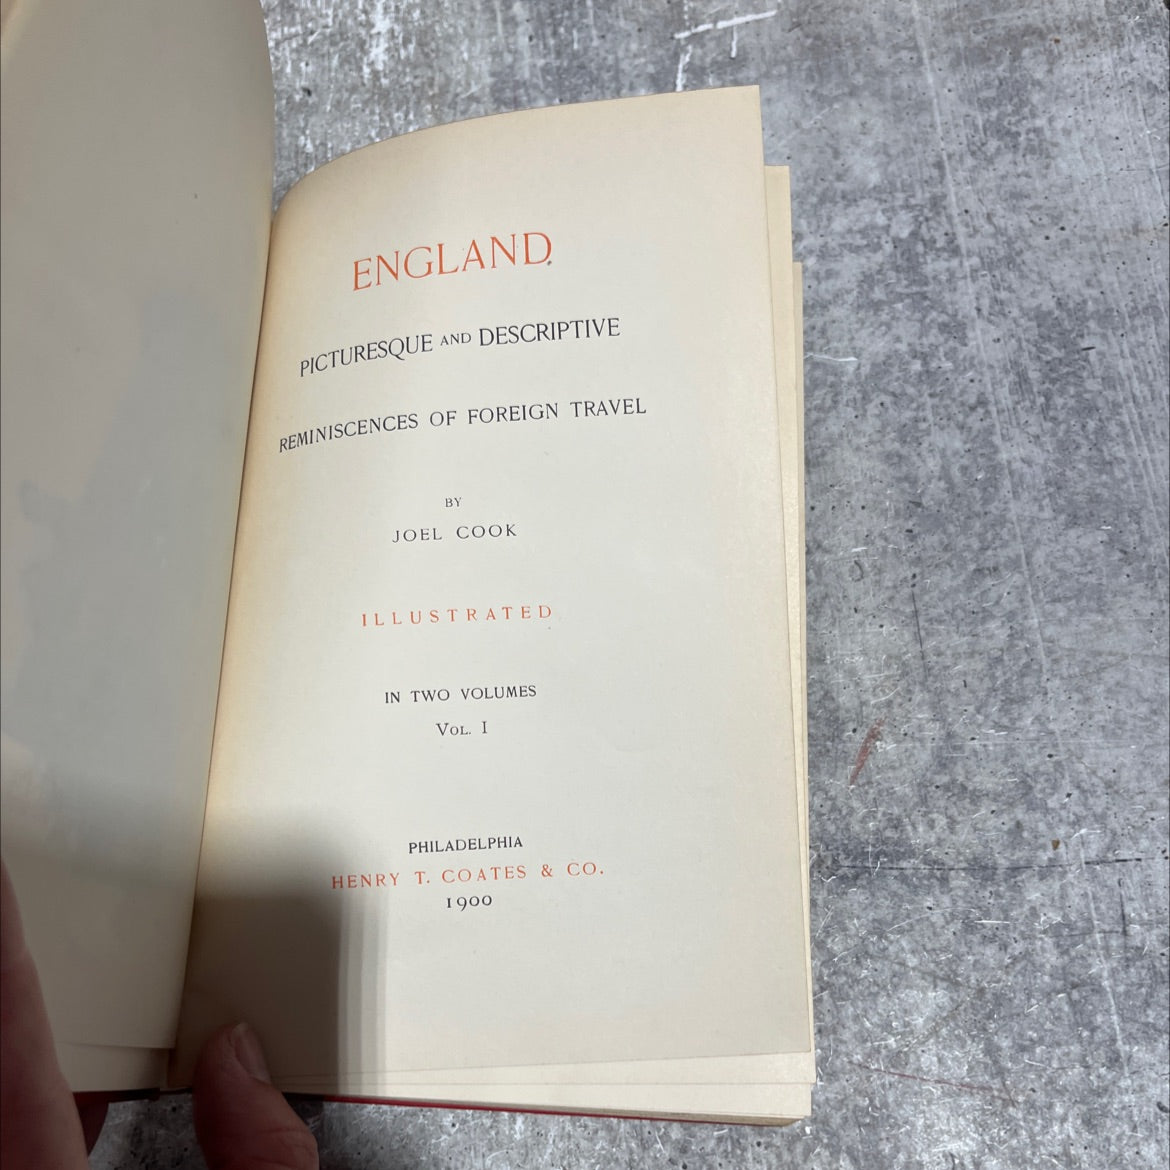 ENGLAND
PICTURESQUE AND DESCRIPTIVE
REMINISCENCES OF FOREIGN TRAVEL
BY
JOEL COOK
ILLUSTRATED
IN TWO VOLUMES
VOL. I
PHILADELPHIA
HENRY T. COATES & CO.
1900